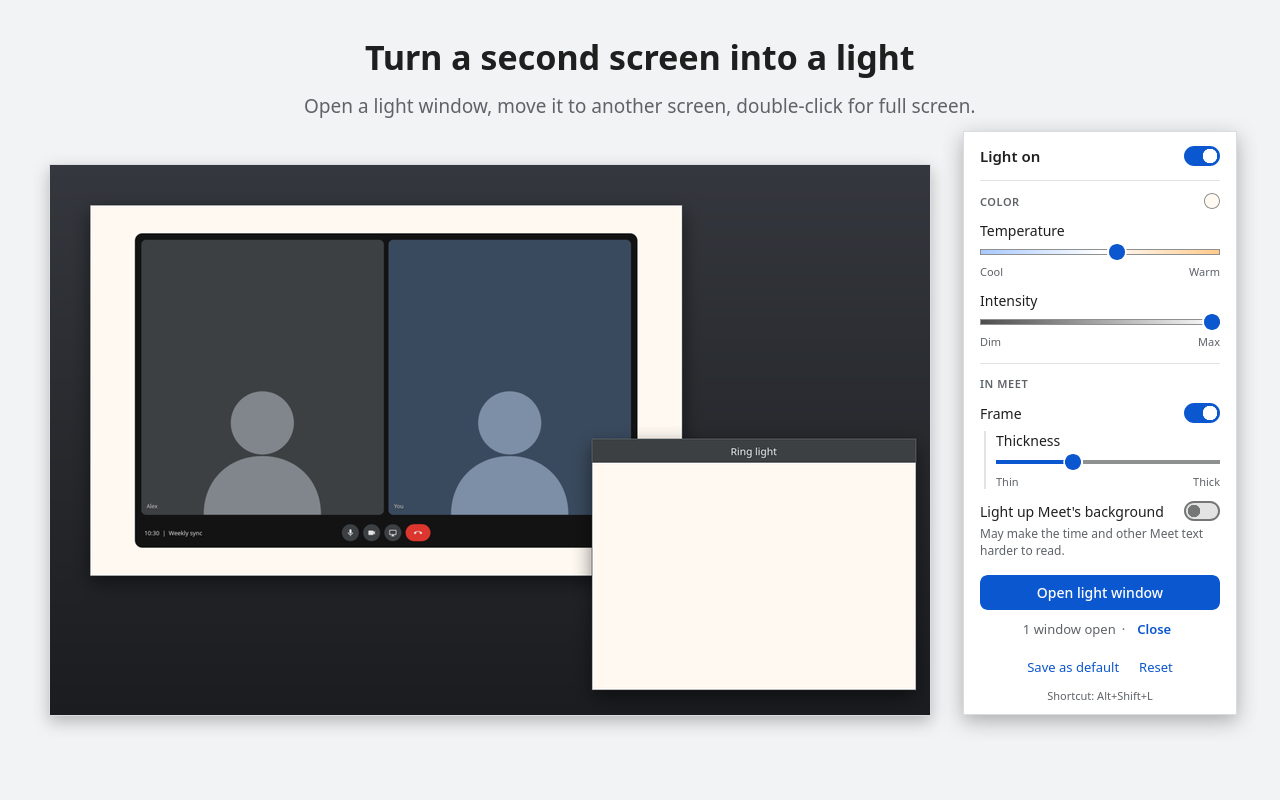 Turn a second screen into a light
Open a light window, move it to another screen, double-click for full screen.
Alex
You
10:30 | Weekly sync
Ring light
Light on
COLOR
Temperature
Cool Warm
Intensity
Dim Max
IN MEET
Frame
Thickness
Thin Thick
Light up Meet's background
May make the time and other Meet text
harder to read.
Open light window
1 window open · Close
Save as default Reset
Shortcut: Alt+Shift+L